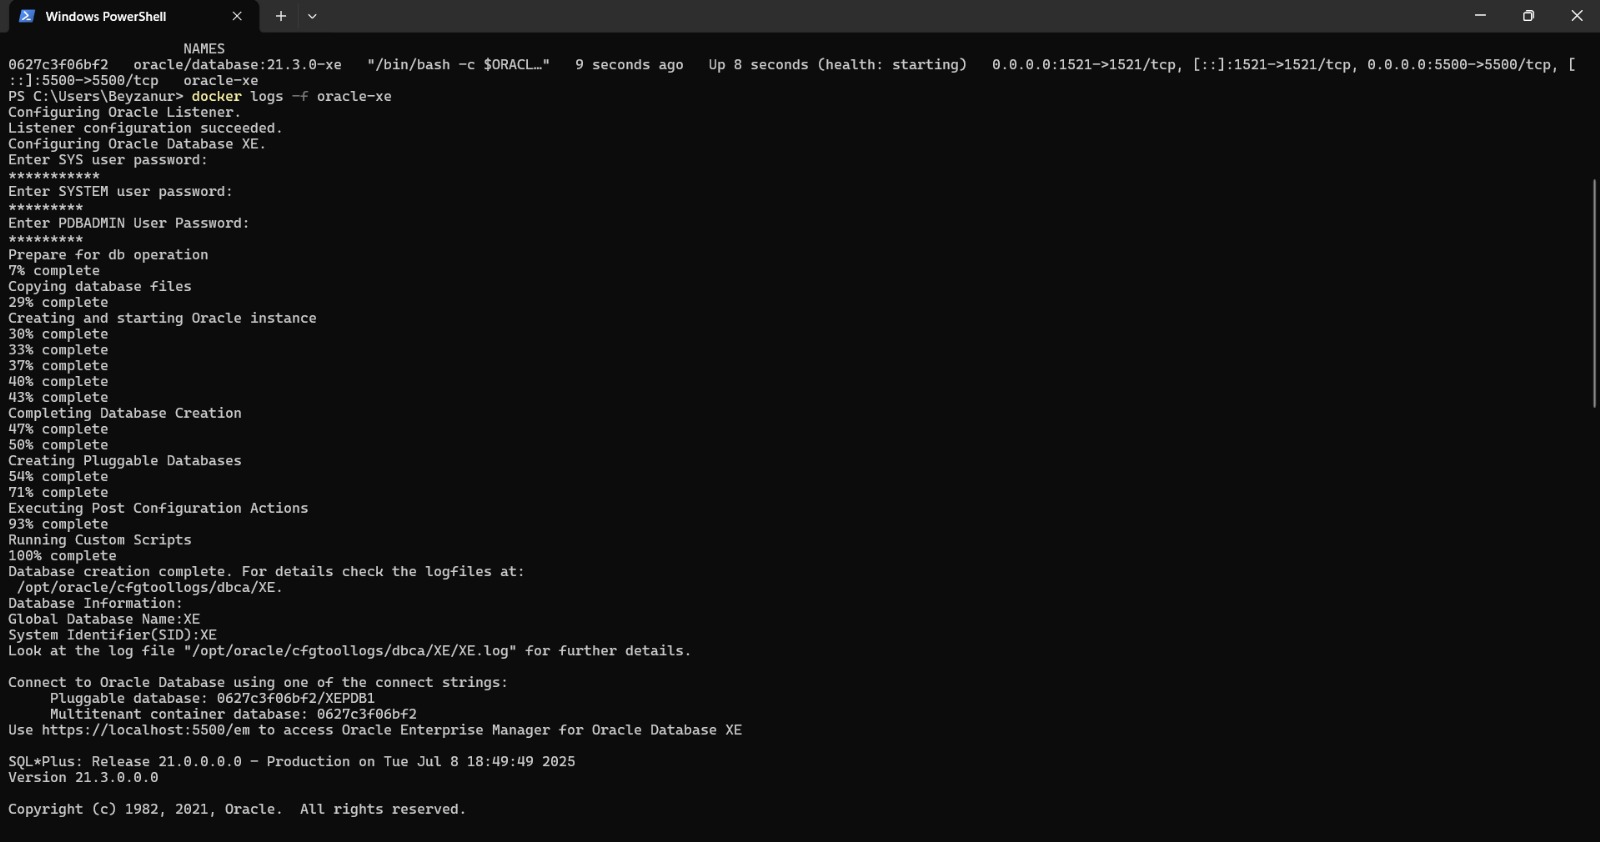 Windows PowerShell
NAMES
0627c3f06bf2   oracle/database:21.3.0-xe   "/bin/bash -c $ORACL…"   9 seconds ago   Up 8 seconds (health: starting)   0.0.0.0:1521->1521/tcp, [::]:1521->1521/tcp, 0.0.0.0:5500->5500/tcp, [
::]:5500->5500/tcp   oracle-xe
PS C:\Users\Beyzanur> docker logs -f oracle-xe
Configuring Oracle Listener.
Listener configuration succeeded.
Configuring Oracle Database XE.
Enter SYS user password:
***********
Enter SYSTEM user password:
*********
Enter PDBADMIN User Password:
*********
Prepare for db operation
7% complete
Copying database files
29% complete
Creating and starting Oracle instance
30% complete
33% complete
37% complete
40% complete
43% complete
Completing Database Creation
47% complete
50% complete
Creating Pluggable Databases
54% complete
71% complete
Executing Post Configuration Actions
93% complete
Running Custom Scripts
100% complete
Database creation complete. For details check the logfiles at:
 /opt/oracle/cfgtoollogs/dbca/XE.
Database Information:
Global Database Name:XE
System Identifier(SID):XE
Look at the log file "/opt/oracle/cfgtoollogs/dbca/XE/XE.log" for further details.
Connect to Oracle Database using one of the connect strings:
     Pluggable database: 0627c3f06bf2/XEPDB1
     Multitenant container database: 0627c3f06bf2
Use https://localhost:5500/em to access Oracle Enterprise Manager for Oracle Database XE
SQL*Plus: Release 21.0.0.0.0 - Production on Tue Jul 8 18:49:49 2025
Version 21.3.0.0.0
Copyright (c) 1982, 2021, Oracle.  All rights reserved.